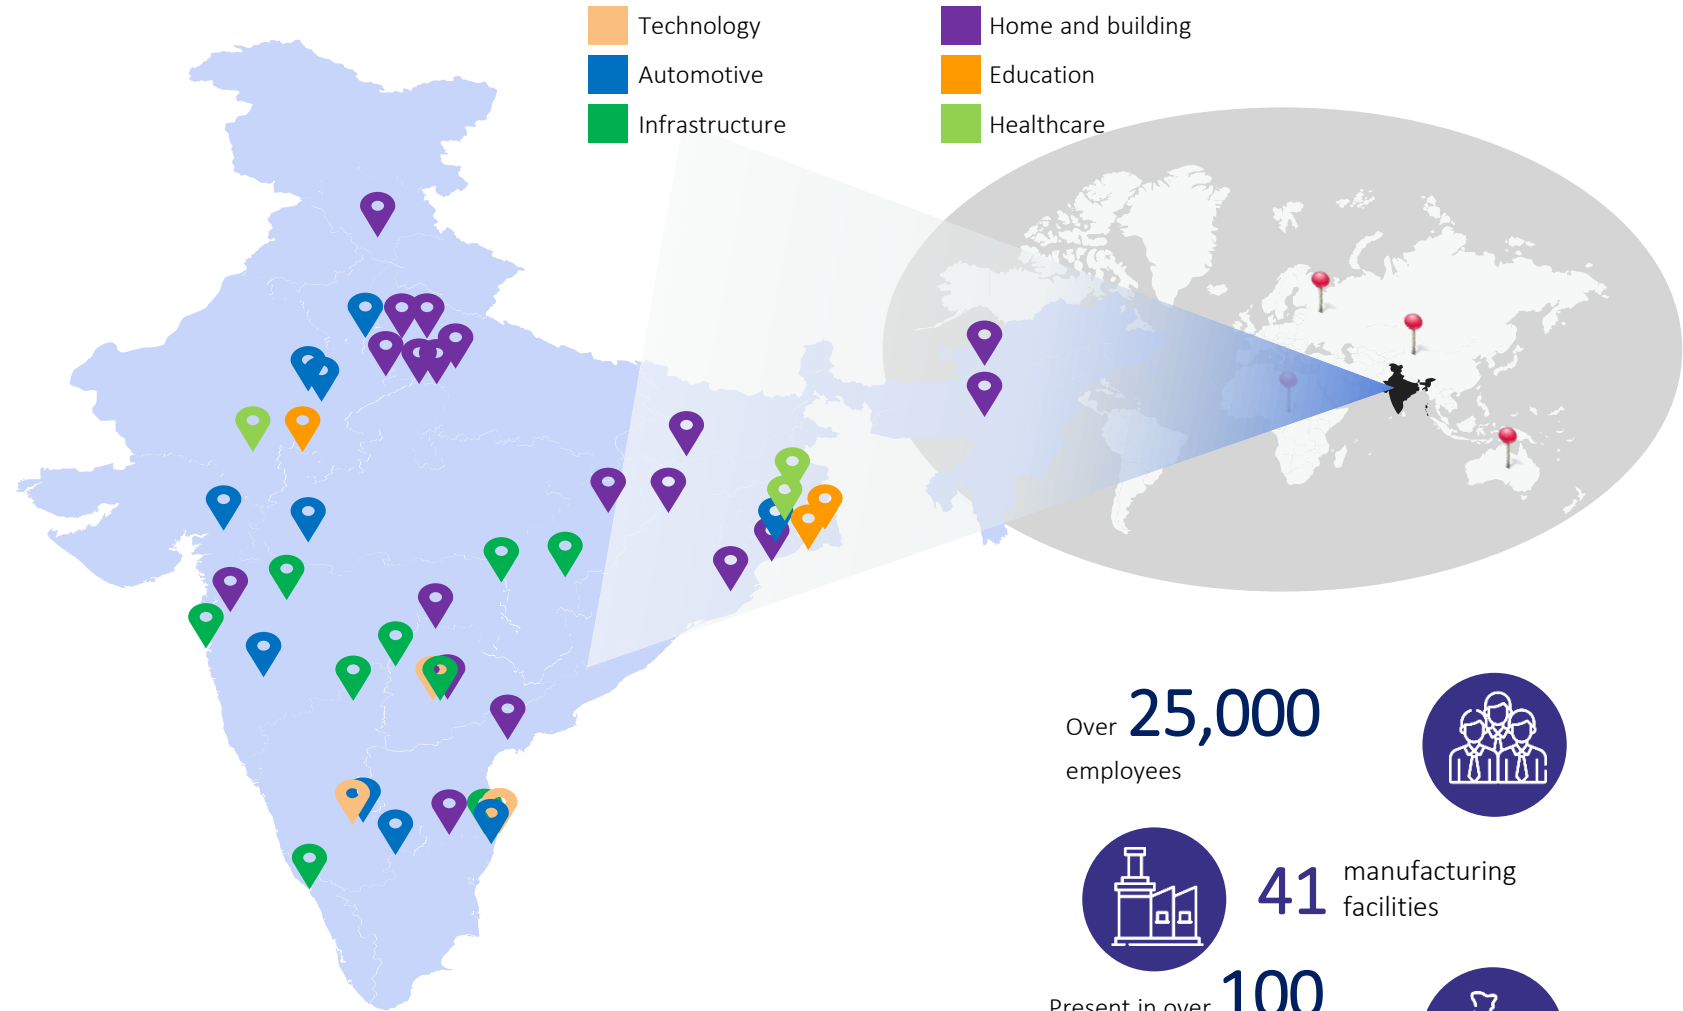 Technology
Home and building
Automotive
Education
Infrastructure
Healthcare
Over 25,000
employees
41 manufacturing
facilities
Present in over 100